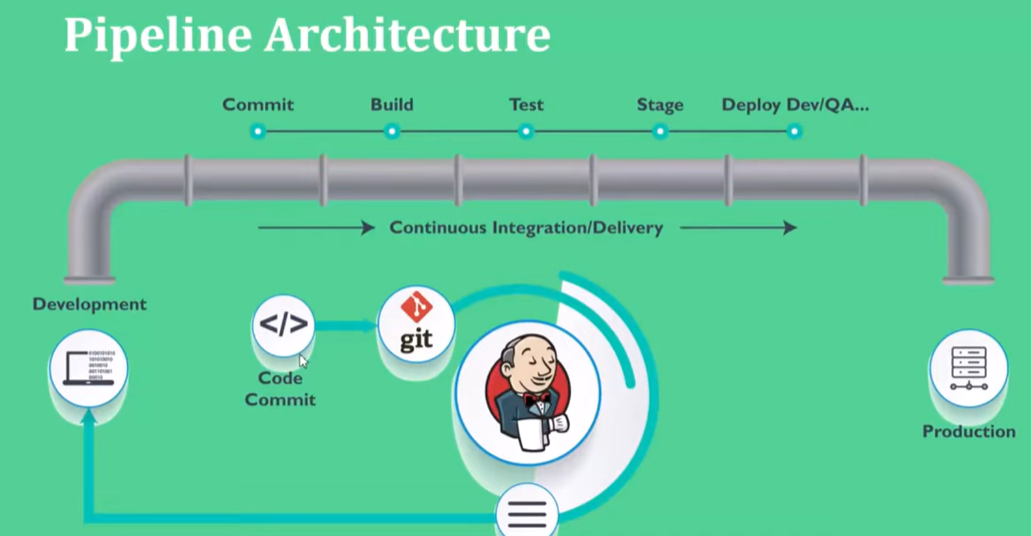 Pipeline Architecture
Commit
Build
Test
Stage
Deploy Dev/QA...
Continuous Integration/Delivery
Development
</>
git
Code
Commit
Production